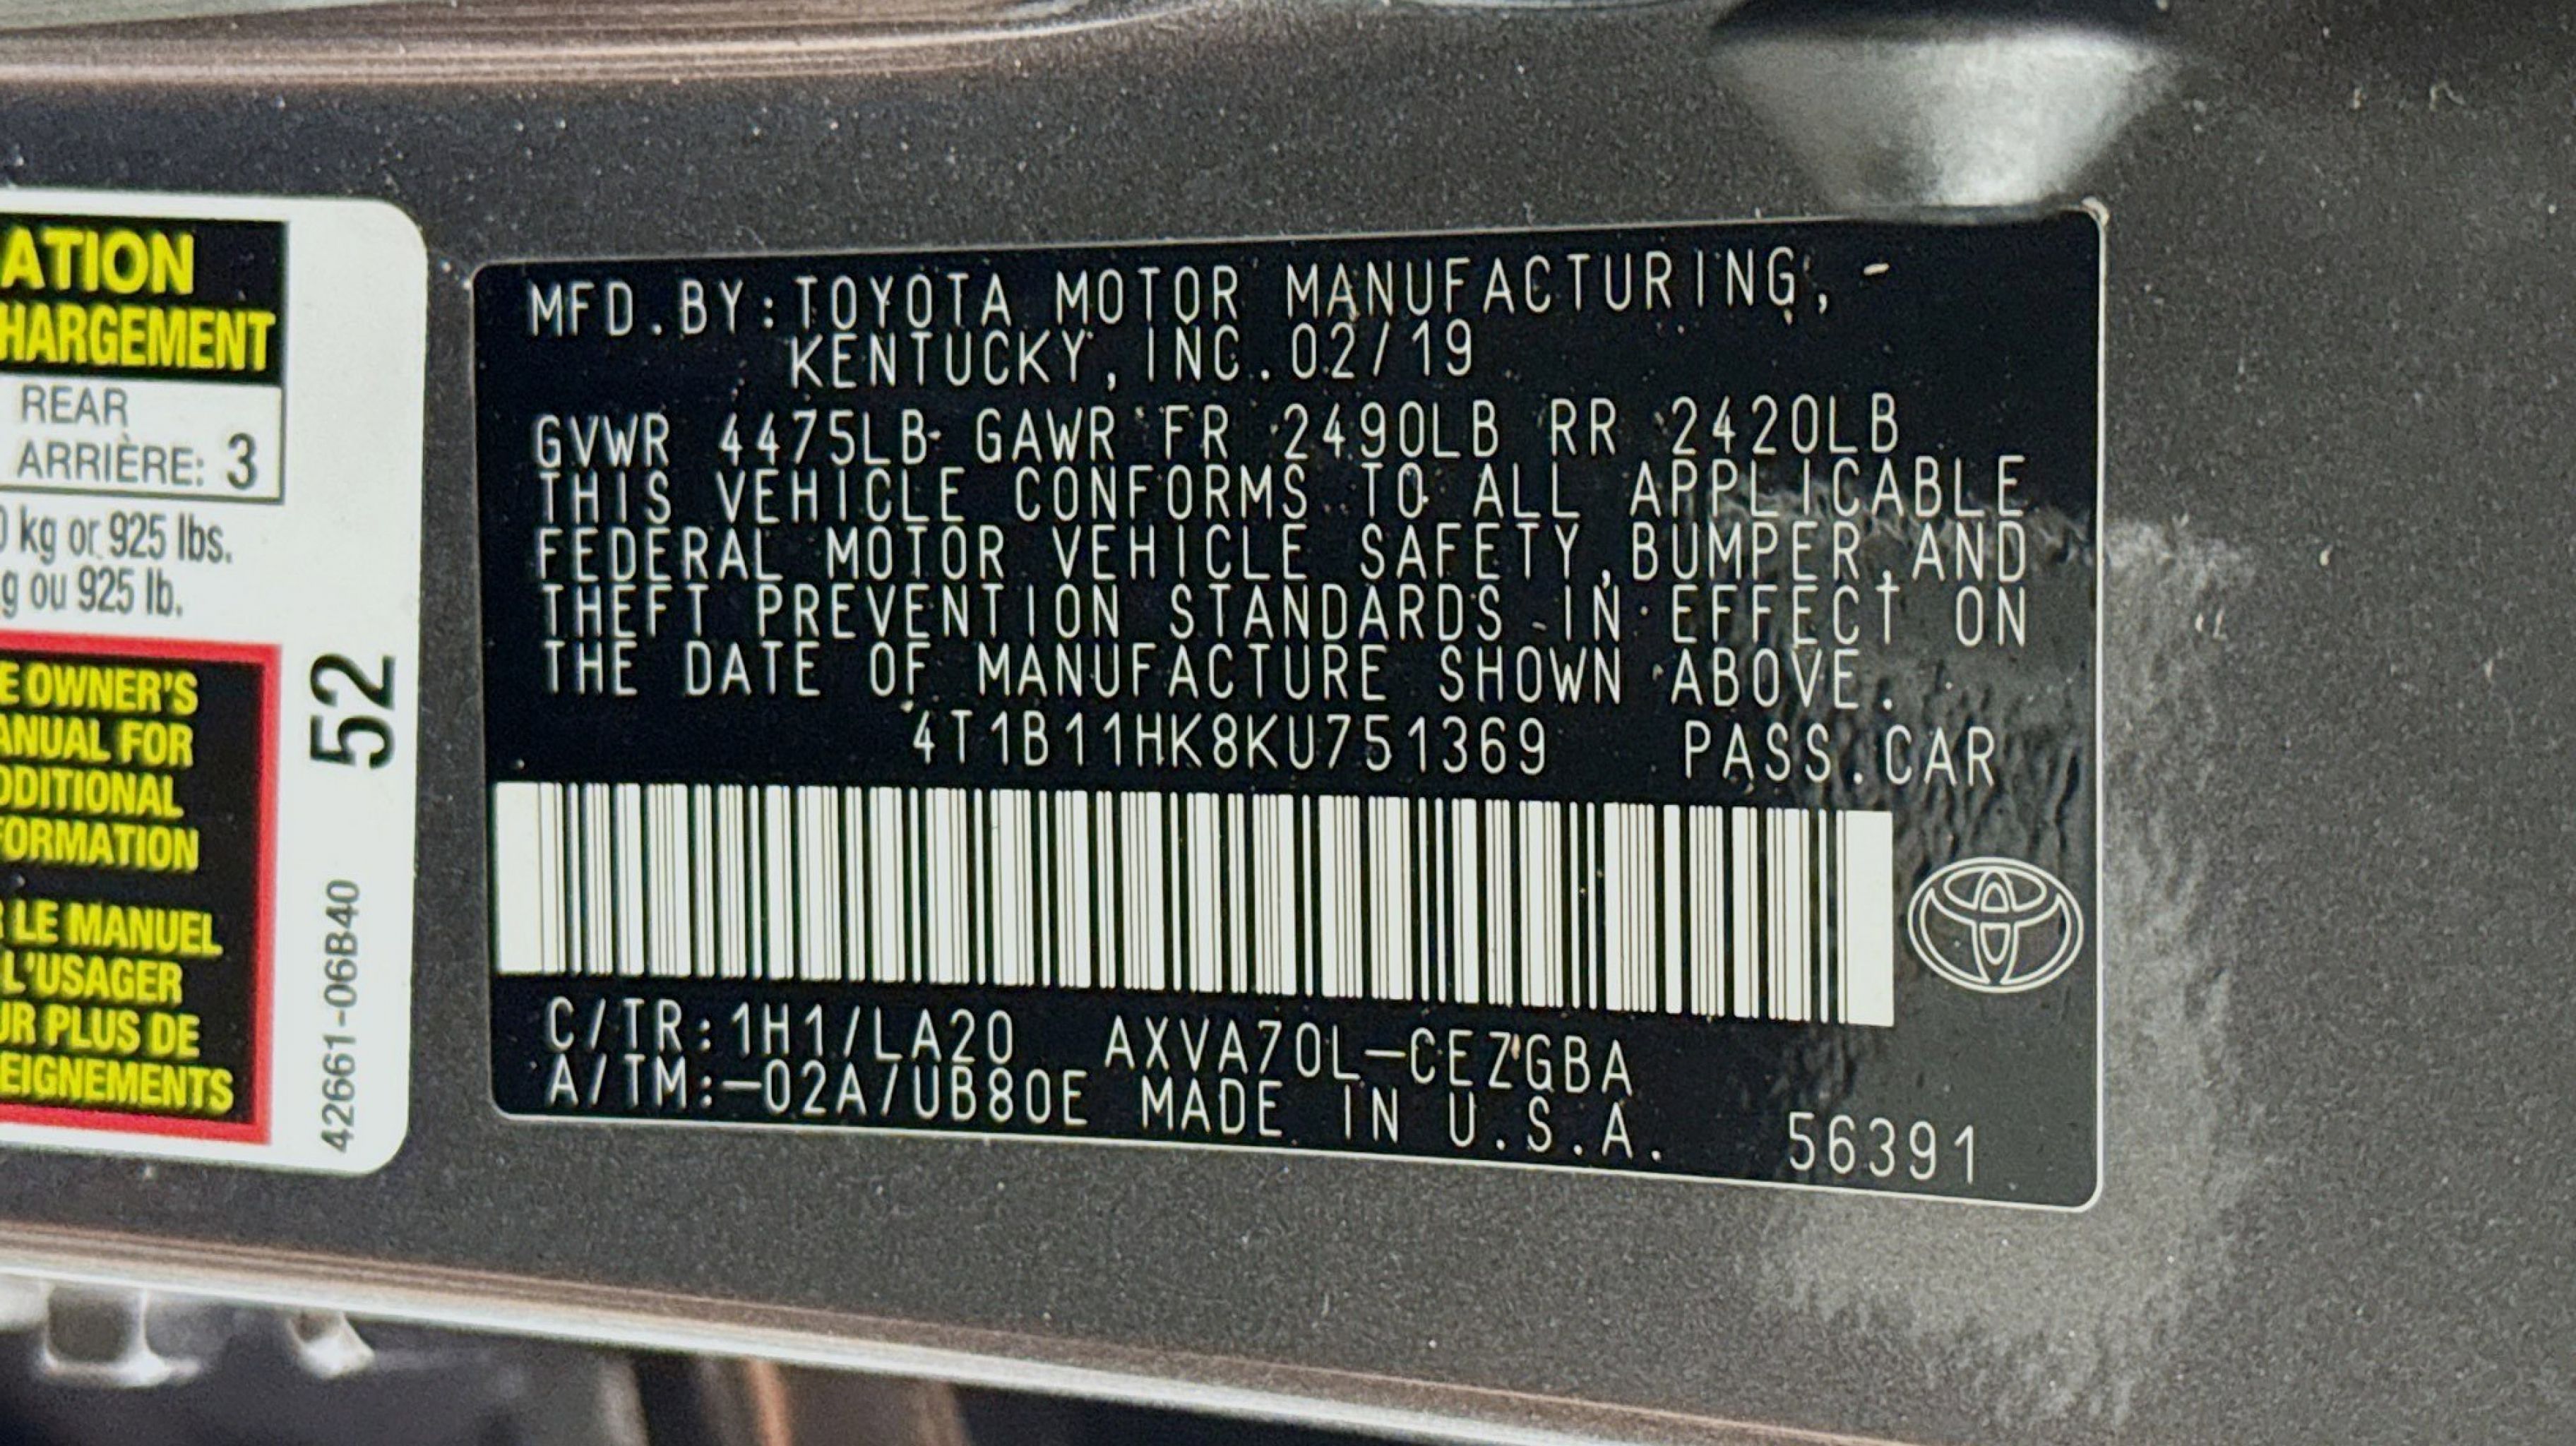 ATION
HARGEMENT
REAR
ARRIÈRE: 3
0 kg or 925 lbs.
g ou 925 lb.
E OWNER'S
ANUAL FOR
DDITIONAL
FORMATION
R LE MANUEL
L'USAGER
UR PLUS DE
EIGNEMENTS
52
42661-06B40
MFD.BY:TOYOTA MOTOR MANUFACTURING,
KENTUCKY, INC.02/19
GVWR 4475LB GAWR FR 2490LB RR 2420LB
THIS VEHICLE CONFORMS TO ALL APPLICABLE
FEDERAL MOTOR VEHICLE SAFETY,BUMPER,AND
THEFT PREVENTION STANDARDS IN EFFECT ON
THE DATE OF MANUFACTURE SHOWN ABOVE.
4T1B11HK8KU751369 PASS.CAR
C/TR:1H1/LA20 AXVA70L-CEZGBA
A/TM:-02A/UB80E MADE IN U.S.A. 56391